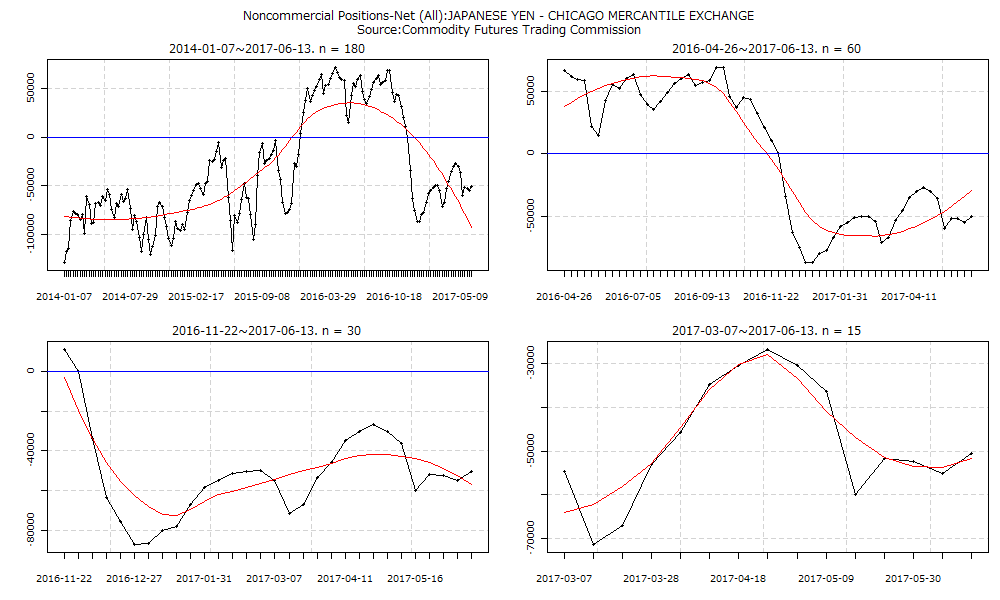 Noncommercial Positions-Net (All):JAPANESE YEN - CHICAGO MERCANTILE EXCHANGE
Source:Commodity Futures Trading Commission
2014-01-07~2017-06-13. n = 180
50000
0
-50000
-100000
2014-01-07 2014-07-29 2015-02-17 2015-09-08 2016-03-29 2016-10-18 2017-05-09
2016-04-26~2017-06-13. n = 60
50000
0
-50000
2016-04-26 2016-07-05 2016-09-13 2016-11-22 2017-01-31 2017-04-11
2016-11-22~2017-06-13. n = 30
0
-40000
-80000
2016-11-22 2016-12-27 2017-01-31 2017-03-07 2017-04-11 2017-05-16
2017-03-07~2017-06-13. n = 15
-30000
-50000
-70000
2017-03-07 2017-03-28 2017-04-18 2017-05-09 2017-05-30